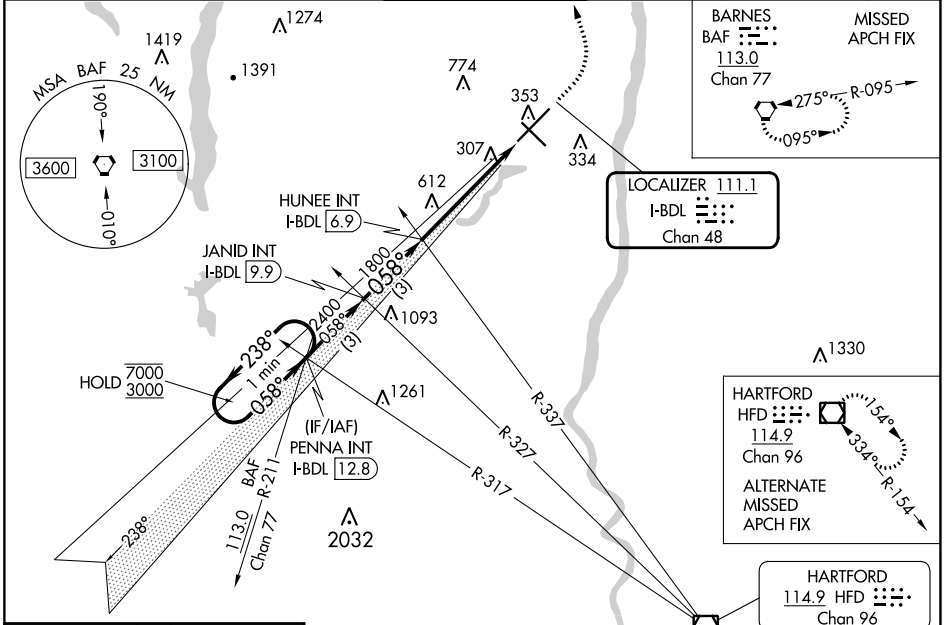 1274
1419
1391
MSA BAF 25 NM
190°
3600
3100
010°
774
353
307
334
612
BARNES
BAF
113.0
Chan 77
MISSED
APCH FIX
275°
R-095
095°
LOCALIZER 111.1
I-BDL
Chan 48
HUNEE INT
I-BDL 6.9
JANID INT
I-BDL 9.9
1800
058°
(3)
2400
058°
(3)
1093
238°
1 min
058°
HOLD 7000
3000
1261
(IF/IAF)
PENNA INT
I-BDL 12.8
R-337
R-327
R-317
BAF
R-211
113.0
Chan 77
238°
2032
1330
HARTFORD
HFD
114.9
Chan 96
154°
334°
R-154
ALTERNATE
MISSED
APCH FIX
HARTFORD
114.9 HFD
Chan 96